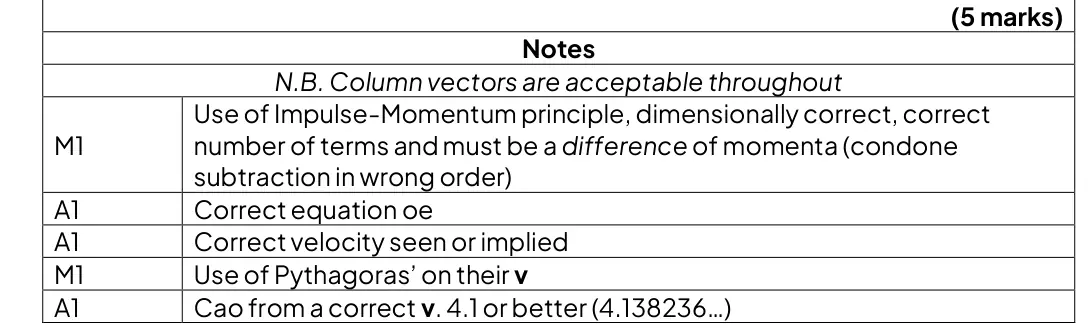 (5 marks)
Notes
N.B. Column vectors are acceptable throughout
M1
Use of Impulse-Momentum principle, dimensionally correct, correct
number of terms and must be a difference of momenta (condone
subtraction in wrong order)
A1 Correct equation oe
A1 Correct velocity seen or implied
M1 Use of Pythagoras’ on their v
A1 Cao from a correct v. 4.1 or better (4.138236…)